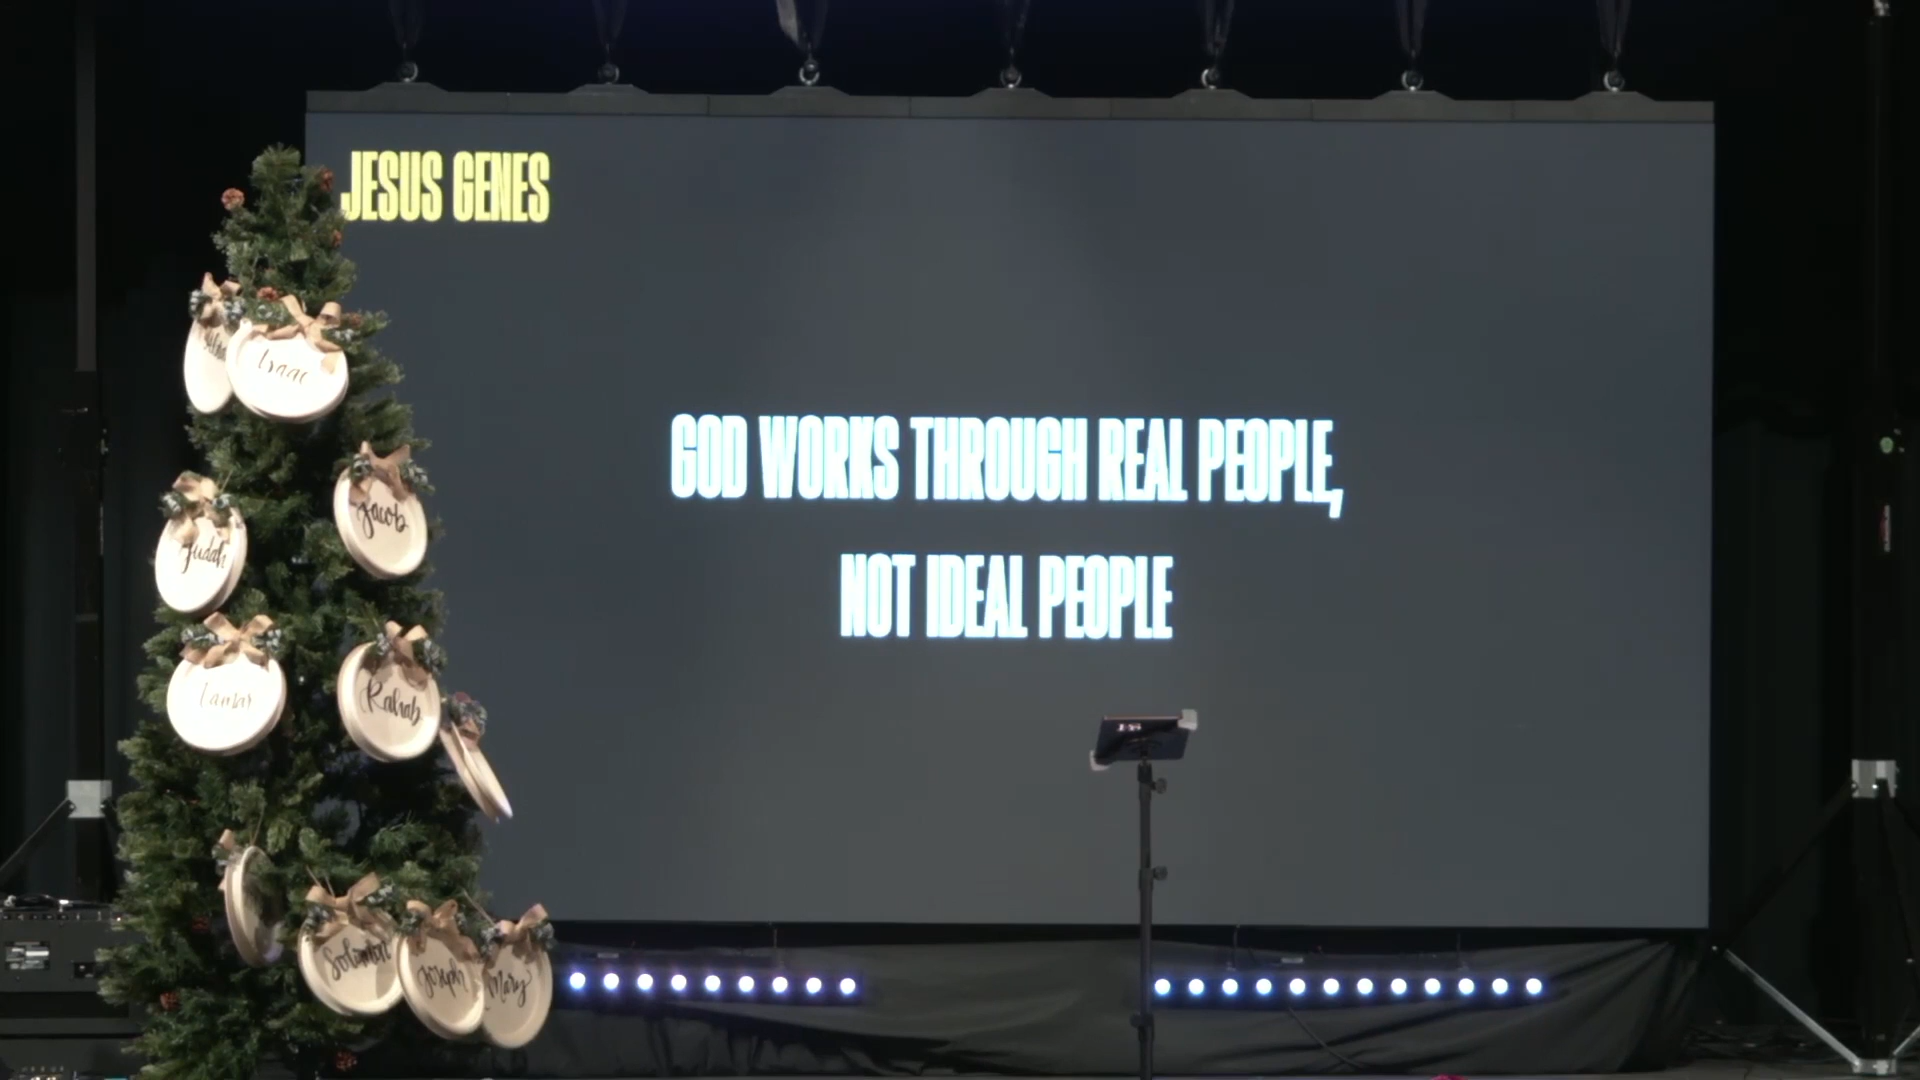 JESUS GENES
GOD WORKS THROUGH REAL PEOPLE,
NOT IDEAL PEOPLE
Isaac
Jacob
Judah
Tamar
Rahab
Solomon
Joseph
Mary